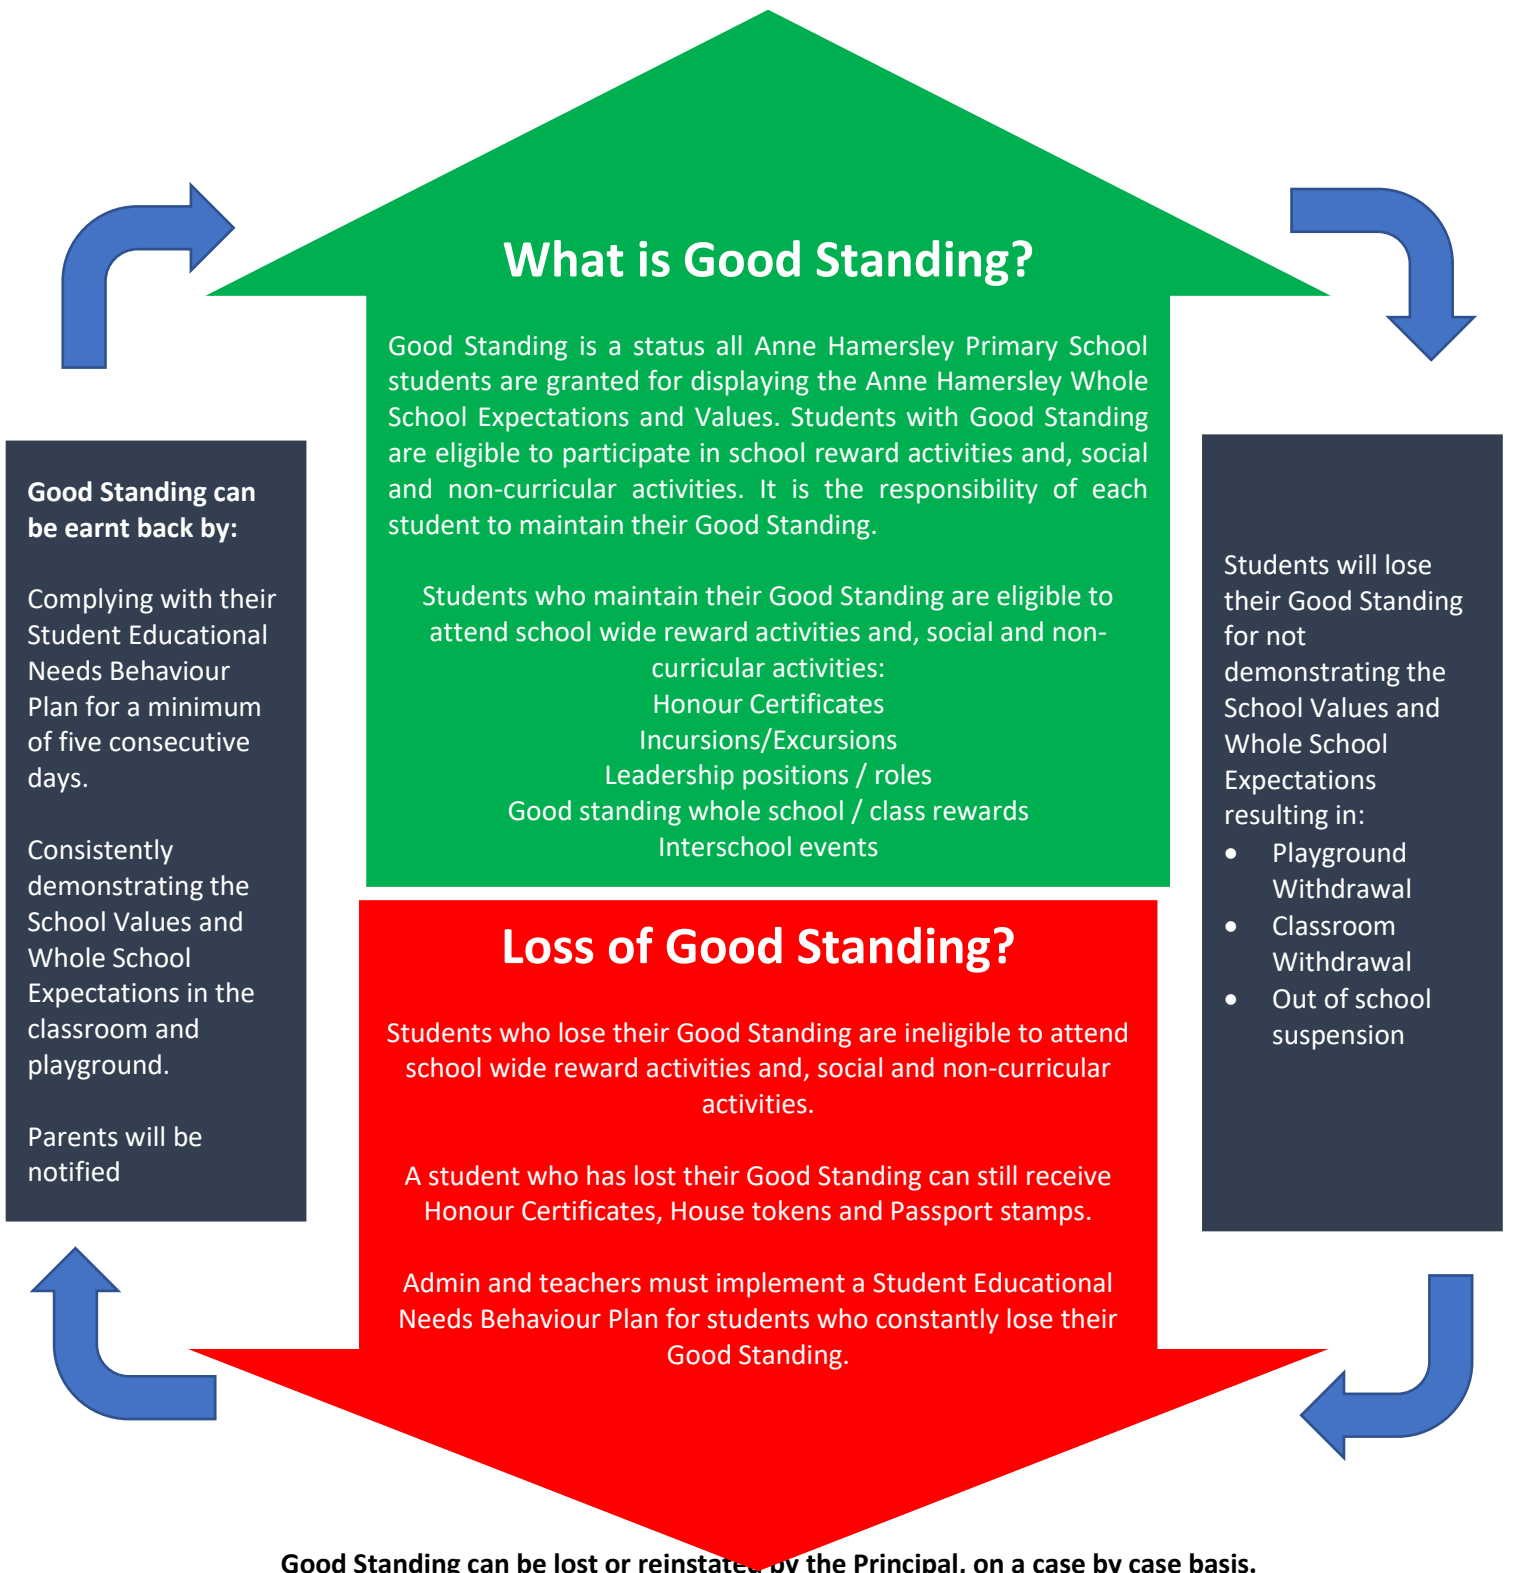 What is Good Standing?
Good Standing is a status all Anne Hamersley Primary School
students are granted for displaying the Anne Hamersley Whole
School Expectations and Values. Students with Good Standing
are eligible to participate in school reward activities and, social
and non-curricular activities. It is the responsibility of each
student to maintain their Good Standing.
Students who maintain their Good Standing are eligible to
attend school wide reward activities and, social and non-
curricular activities:
Honour Certificates
Incursions/Excursions
Leadership positions / roles
Good standing whole school / class rewards
Interschool events
Students will lose
their Good Standing
for not
demonstrating the
School Values and
Whole School
Expectations
resulting in:
• Playground
Withdrawal
• Classroom
Withdrawal
• Out of school
suspension
Loss of Good Standing?
Students who lose their Good Standing are ineligible to attend
school wide reward activities and, social and non-curricular
activities.
A student who has lost their Good Standing can still receive
Honour Certificates, House tokens and Passport stamps.
Admin and teachers must implement a Student Educational
Needs Behaviour Plan for students who constantly lose their
Good Standing.
Good Standing can
be earnt back by:
Complying with their
Student Educational
Needs Behaviour
Plan for a minimum
of five consecutive
days.
Consistently
demonstrating the
School Values and
Whole School
Expectations in the
classroom and
playground.
Parents will be
notified
Good Standing can be lost or reinstated by the Principal, on a case by case basis.